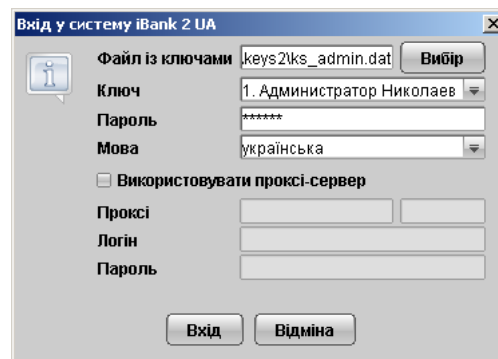 Вхід у систему iBank 2 UA
Файл із ключами .keys2\ks_admin.dat Вибір
Ключ 1. Администратор Николаев
Пароль ******
Мова українська
Використовувати проксі-сервер
Проксі
Логін
Пароль
Вхід Відміна